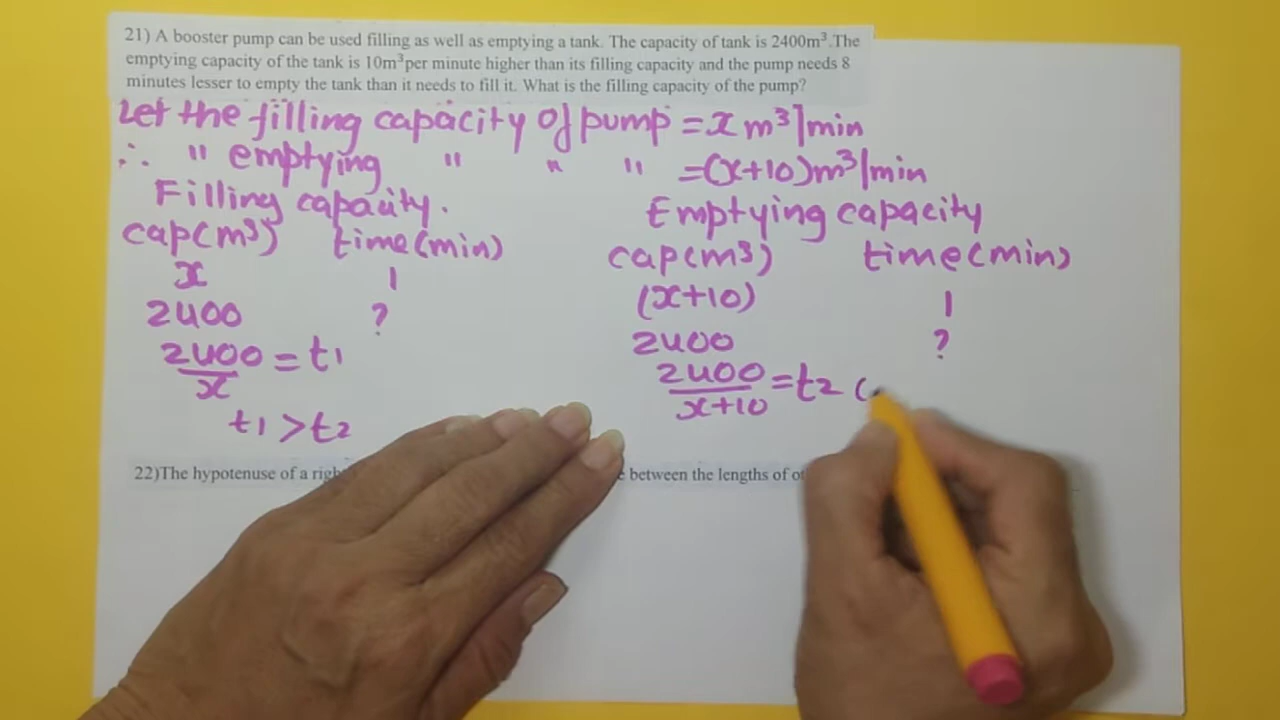 21) A booster pump can be used filling as well as emptying a tank. The capacity of tank is 2400m³.The
emptying capacity of the tank is 10m³per minute higher than its filling capacity and the pump needs 8
minutes lesser to empty the tank than it needs to fill it. What is the filling capacity of the pump?
Let the filling capacity of pump = x m³/min
∴ " emptying " " " =(x+10)m³/min
Filling capacity.
cap(m³) time(min)
x 1
2400 ?
2400/x = t1
t1 > t2
Emptying capacity
cap(m³) time(min)
(x+10) 1
2400 ?
2400/x+10 = t2 (
22)The hypotenuse of a between the lengths of